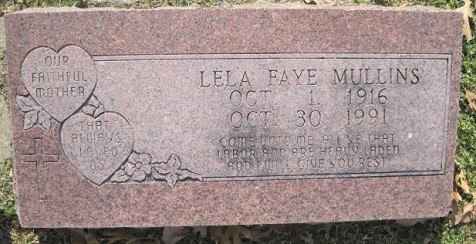 OUR
FAITHFUL
MOTHER
THAT
ALWAYS
LOVED
US
LELA FAYE MULLINS
OCT. 1, 1916
OCT. 30 1991
COME UNTO ME ALL YE THAT
LABOR AND ARE HEAVY LADEN
AND I WILL GIVE YOU REST